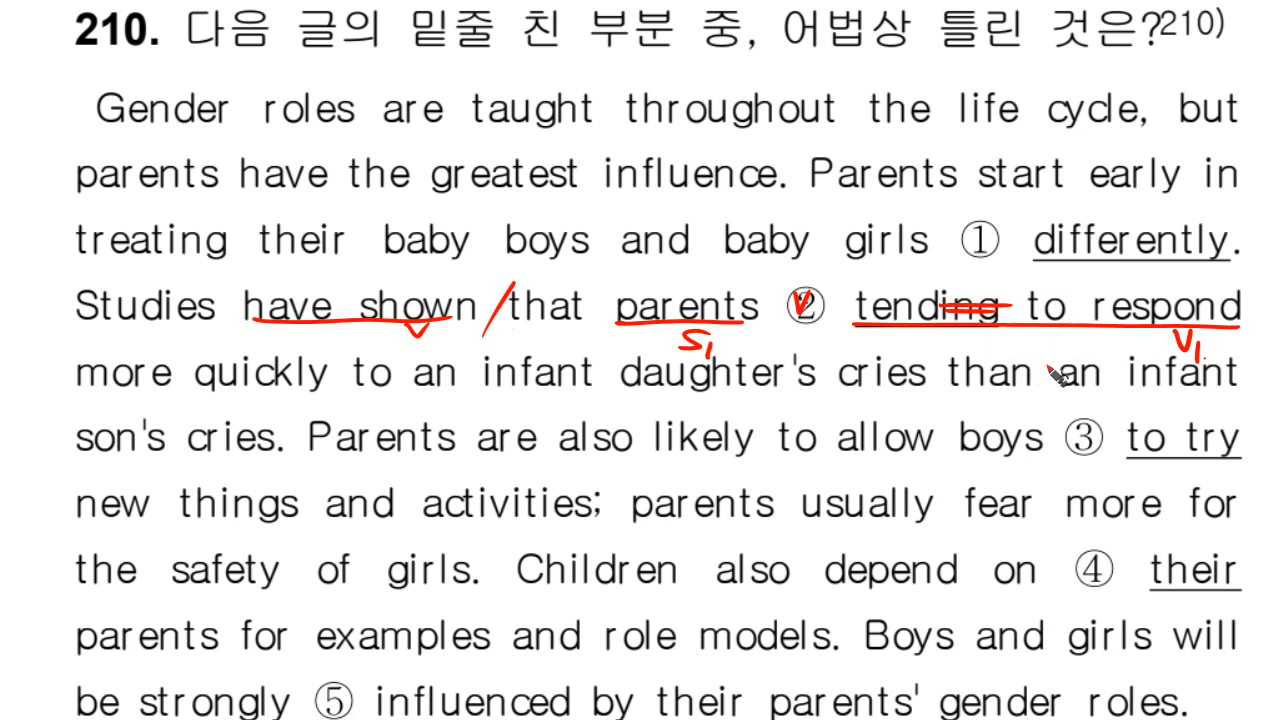 210. 다음 글의 밑줄 친 부분 중, 어법상 틀린 것은?210)
Gender roles are taught throughout the life cycle, but
parents have the greatest influence. Parents start early in
treating their baby boys and baby girls ① differently.
Studies have shown that parents ② tending to respond
V S₁ V₁
more quickly to an infant daughter's cries than an infant
son's cries. Parents are also likely to allow boys ③ to try
new things and activities; parents usually fear more for
the safety of girls. Children also depend on ④ their
parents for examples and role models. Boys and girls will
be strongly ⑤ influenced by their parents' gender roles.